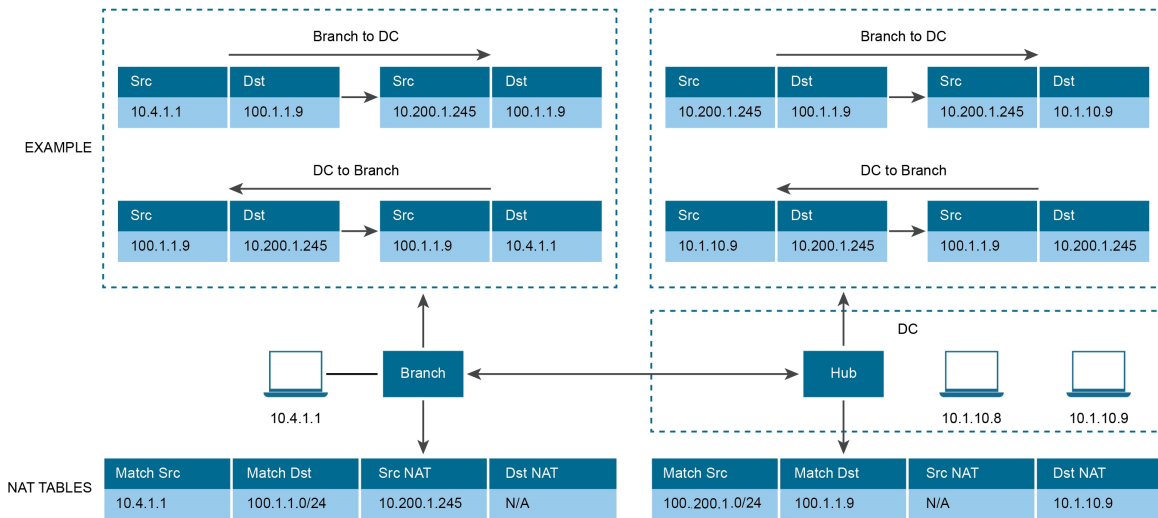 Branch to DC
Src Dst Src Dst
10.4.1.1 100.1.1.9 10.200.1.245 100.1.1.9
EXAMPLE
DC to Branch
Src Dst Src Dst
100.1.1.9 10.200.1.245 100.1.1.9 10.4.1.1
Branch to DC
Src Dst Src Dst
10.200.1.245 100.1.1.9 10.200.1.245 10.1.10.9
DC to Branch
Src Dst Src Dst
10.1.10.9 10.200.1.245 100.1.1.9 10.200.1.245
DC
Branch
Hub
10.4.1.1
10.1.10.8
10.1.10.9
NAT TABLES
Match Src Match Dst Src NAT Dst NAT
10.4.1.1 100.1.1.0/24 10.200.1.245 N/A
Match Src Match Dst Src NAT Dst NAT
100..200.1.0/24 100.1.1.9 N/A 10.1.10.9